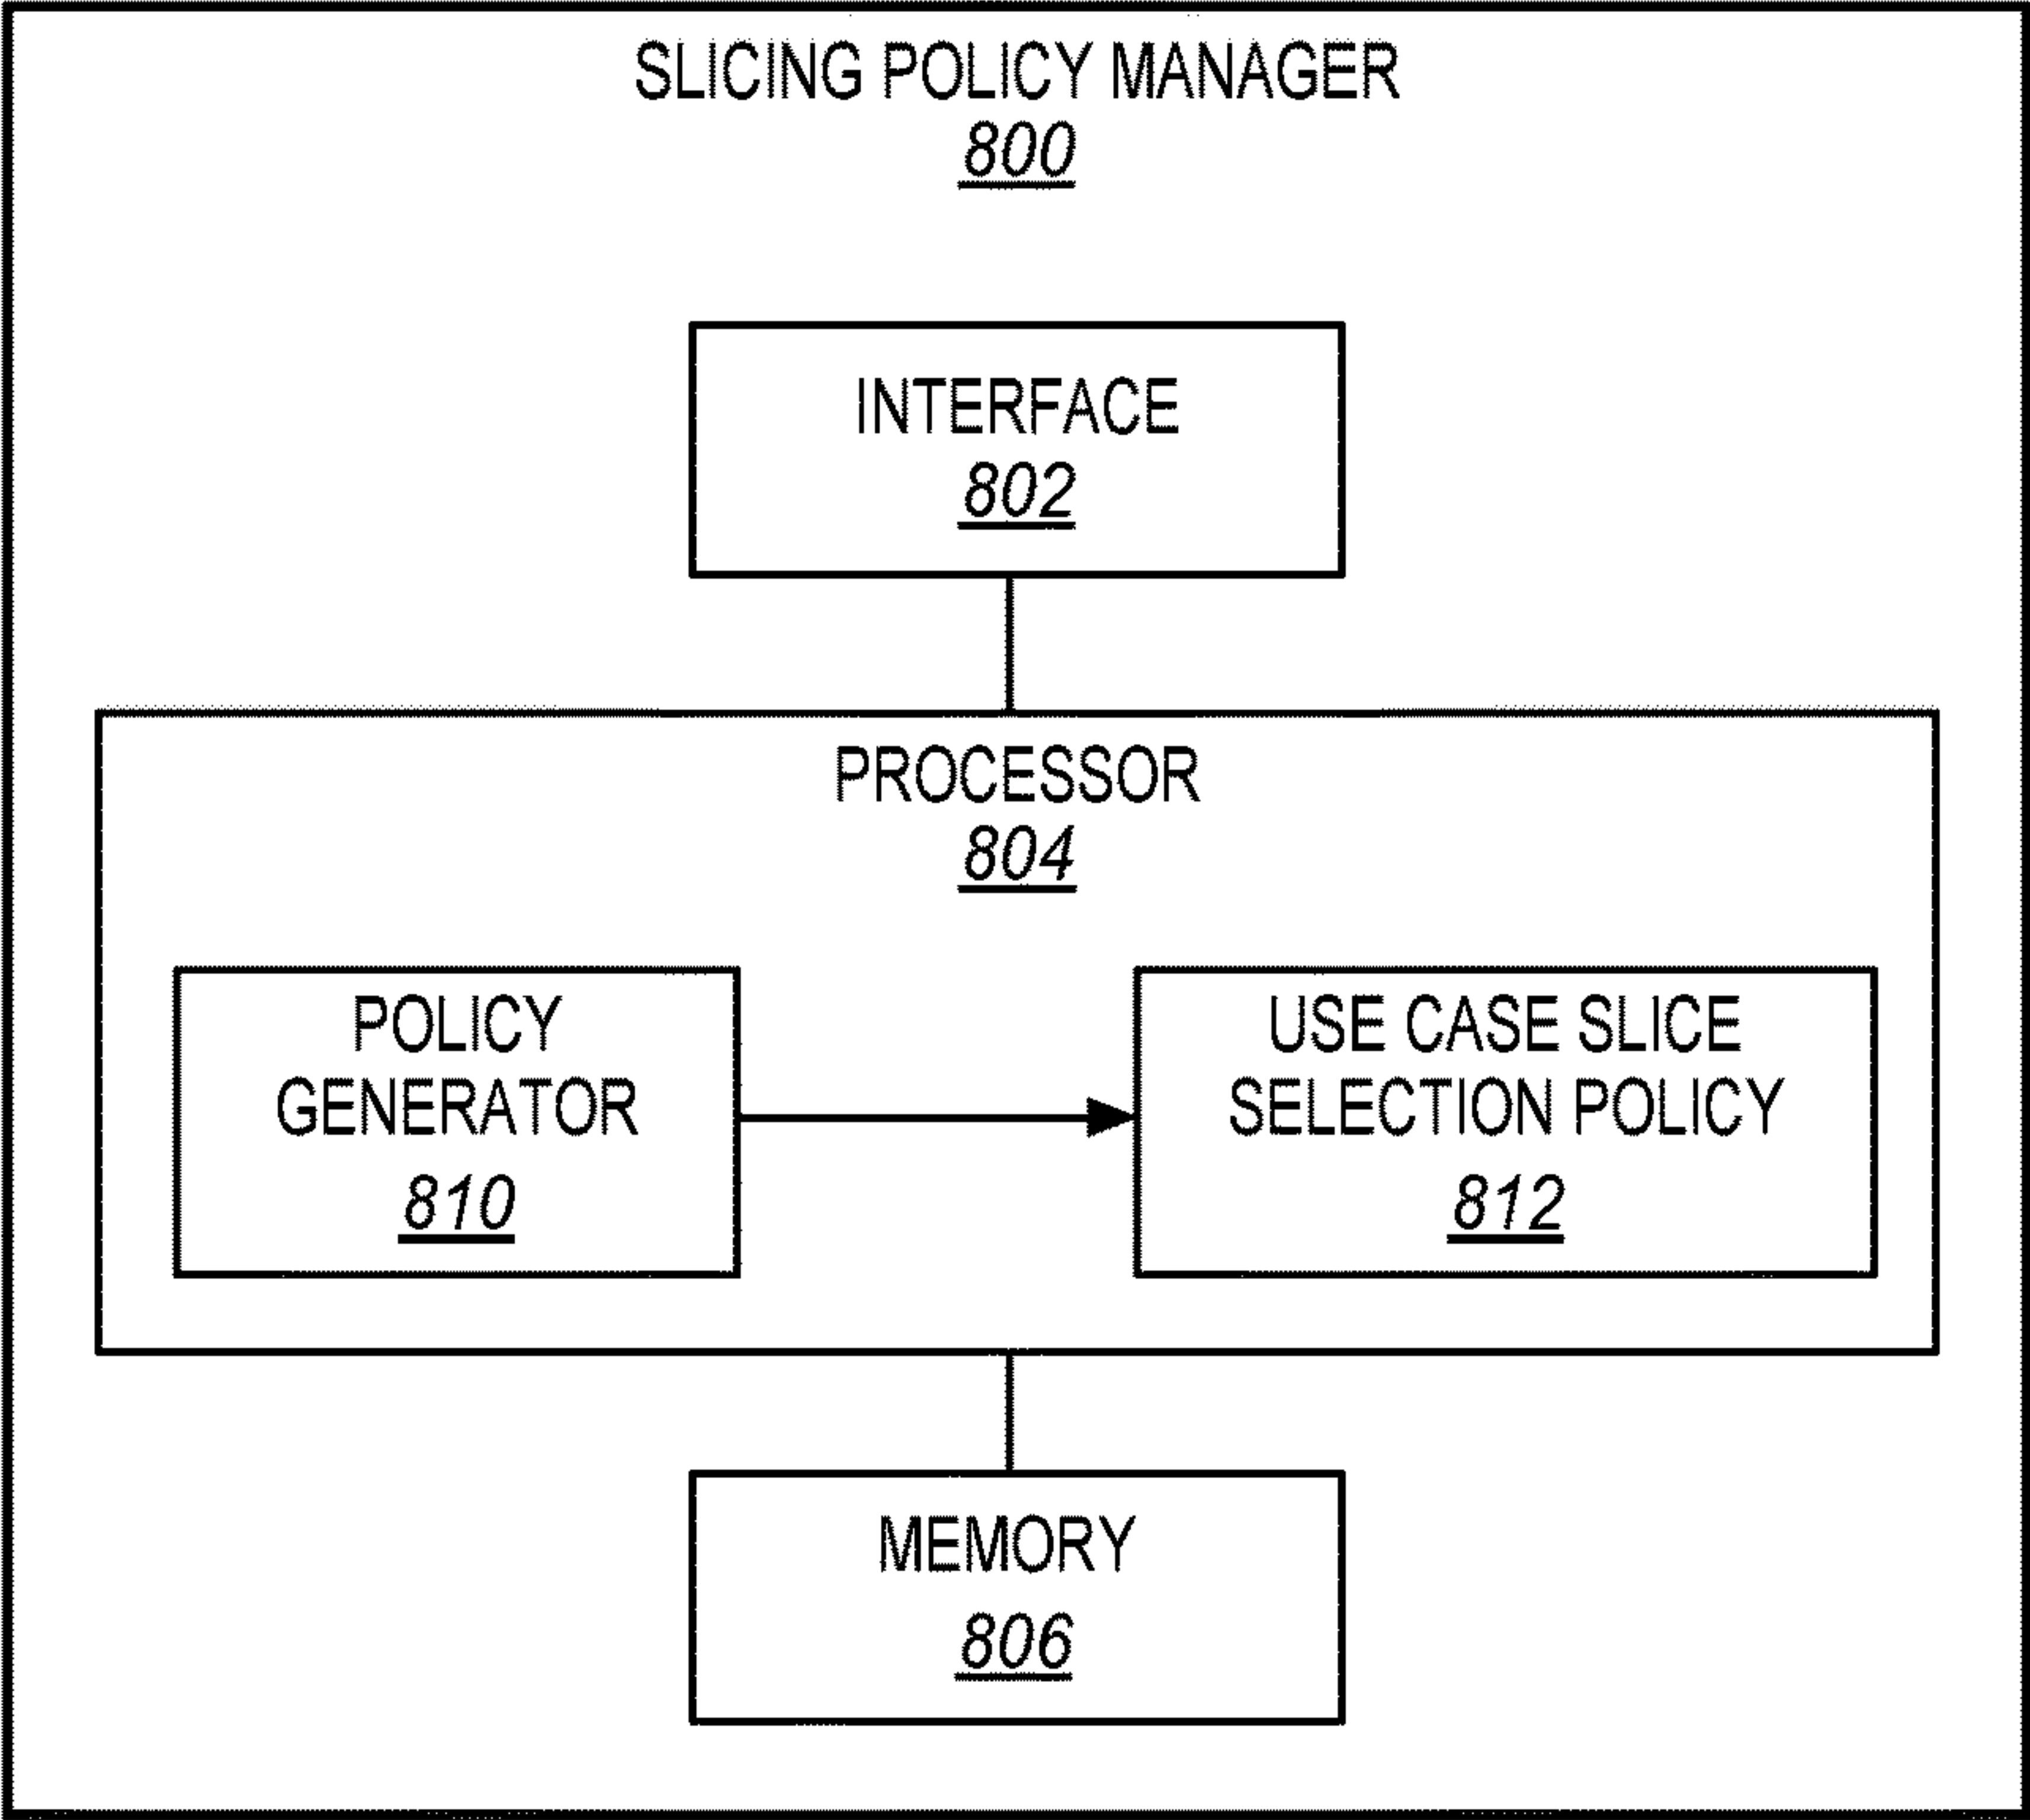 SLICING POLICY MANAGER
800
INTERFACE
802
PROCESSOR
804
POLICY
GENERATOR
810
USE CASE SLICE
SELECTION POLICY
812
MEMORY
806